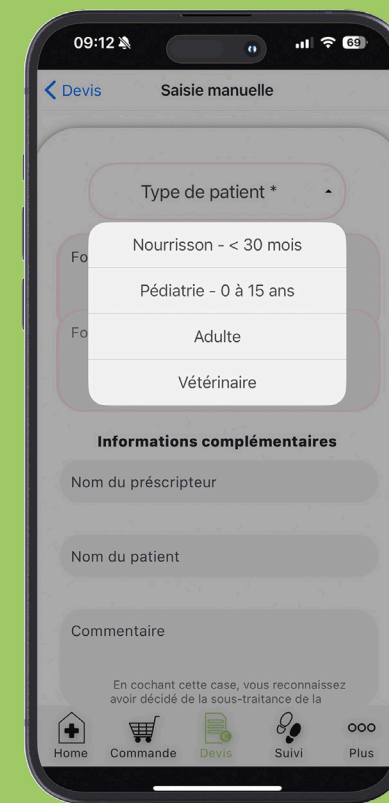 09:12
69
Devis
Saisie manuelle
Type de patient *
Fo
Nourrisson - < 30 mois
Pédiatrie - 0 à 15 ans
Fo
Adulte
Vétérinaire
Informations complémentaires
Nom du préscripteur
Nom du patient
Commentaire
En cochant cette case, vous reconnaissez
avoir décidé de la sous-traitance de la
Home
Commande
Devis
Suivi
Plus